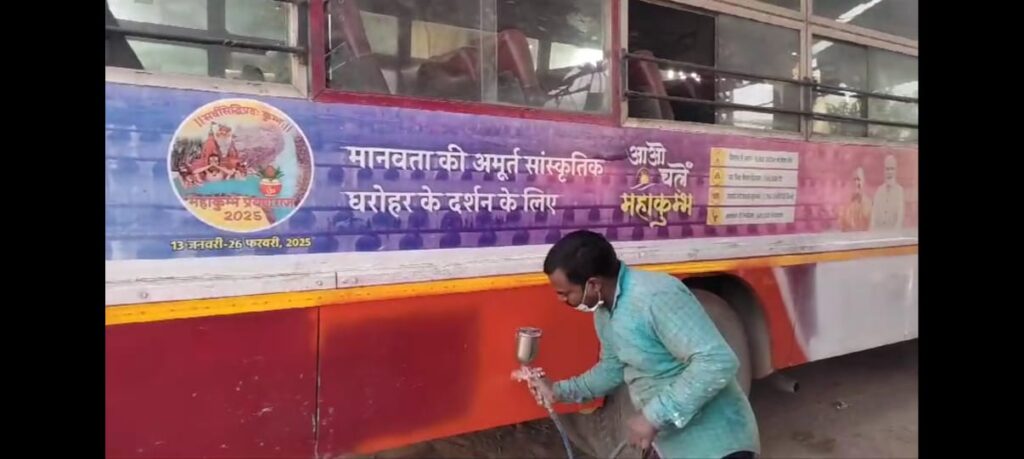 ॥ सर्वसिद्धिप्रदः कुम्भः ॥
महाकुम्भ प्रयागराज
2025
13 जनवरी-26 फरवरी, 2025
मानवता की अमूर्त सांस्कृतिक
धरोहर के दर्शन के लिए
आओ
चलें
महाकुम्भ